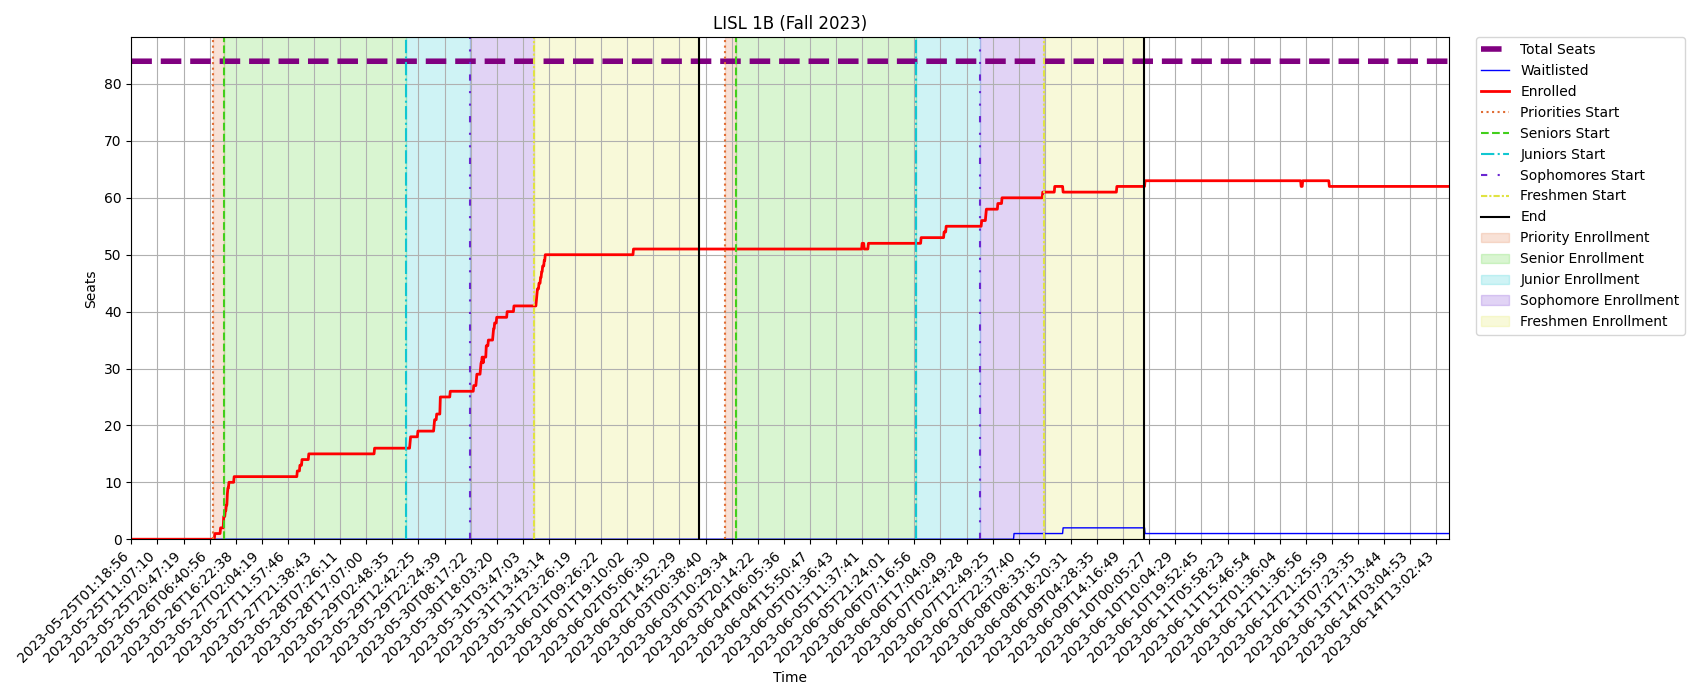 LISL 1B (Fall 2023)
Seats
80
70
60
50
40
30
20
10
0
2023-05-25T01:18:56
2023-05-25T11:07:10
2023-05-25T20:47:19
2023-05-26T06:40:56
2023-05-26T16:22:38
2023-05-27T02:04:19
2023-05-27T11:57:46
2023-05-27T21:38:43
2023-05-28T07:26:11
2023-05-28T17:07:00
2023-05-29T02:48:35
2023-05-29T12:42:25
2023-05-29T22:24:39
2023-05-30T08:17:22
2023-05-30T18:03:20
2023-05-31T03:47:03
2023-05-31T13:43:14
2023-05-31T23:26:19
2023-06-01T09:26:22
2023-06-01T19:10:02
2023-06-02T05:06:30
2023-06-02T14:52:29
2023-06-03T00:38:40
2023-06-03T10:29:34
2023-06-03T20:14:22
2023-06-04T06:05:36
2023-06-04T15:50:47
2023-06-05T01:36:43
2023-06-05T11:37:41
2023-06-05T21:24:01
2023-06-06T07:16:56
2023-06-06T17:04:09
2023-06-07T02:49:28
2023-06-07T12:49:25
2023-06-07T22:37:40
2023-06-08T08:33:15
2023-06-08T18:20:31
2023-06-09T04:28:35
2023-06-09T14:16:49
2023-06-10T00:05:27
2023-06-10T10:04:29
2023-06-10T19:52:45
2023-06-11T05:58:23
2023-06-11T15:46:54
2023-06-12T01:36:04
2023-06-12T11:36:56
2023-06-12T21:25:59
2023-06-13T07:23:35
2023-06-13T17:13:44
2023-06-14T03:04:53
2023-06-14T13:02:43
Time
Total Seats
Waitlisted
Enrolled
Priorities Start
Seniors Start
Juniors Start
Sophomores Start
Freshmen Start
End
Priority Enrollment
Senior Enrollment
Junior Enrollment
Sophomore Enrollment
Freshmen Enrollment